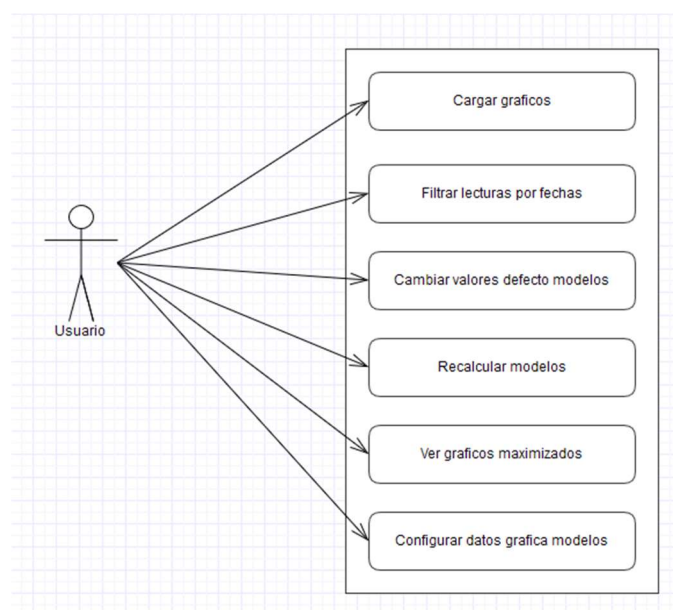 Cargar graficos
Filtrar lecturas por fechas
Cambiar valores defecto modelos
Usuario
Recalcular modelos
Ver graficos maximizados
Configurar datos grafica modelos